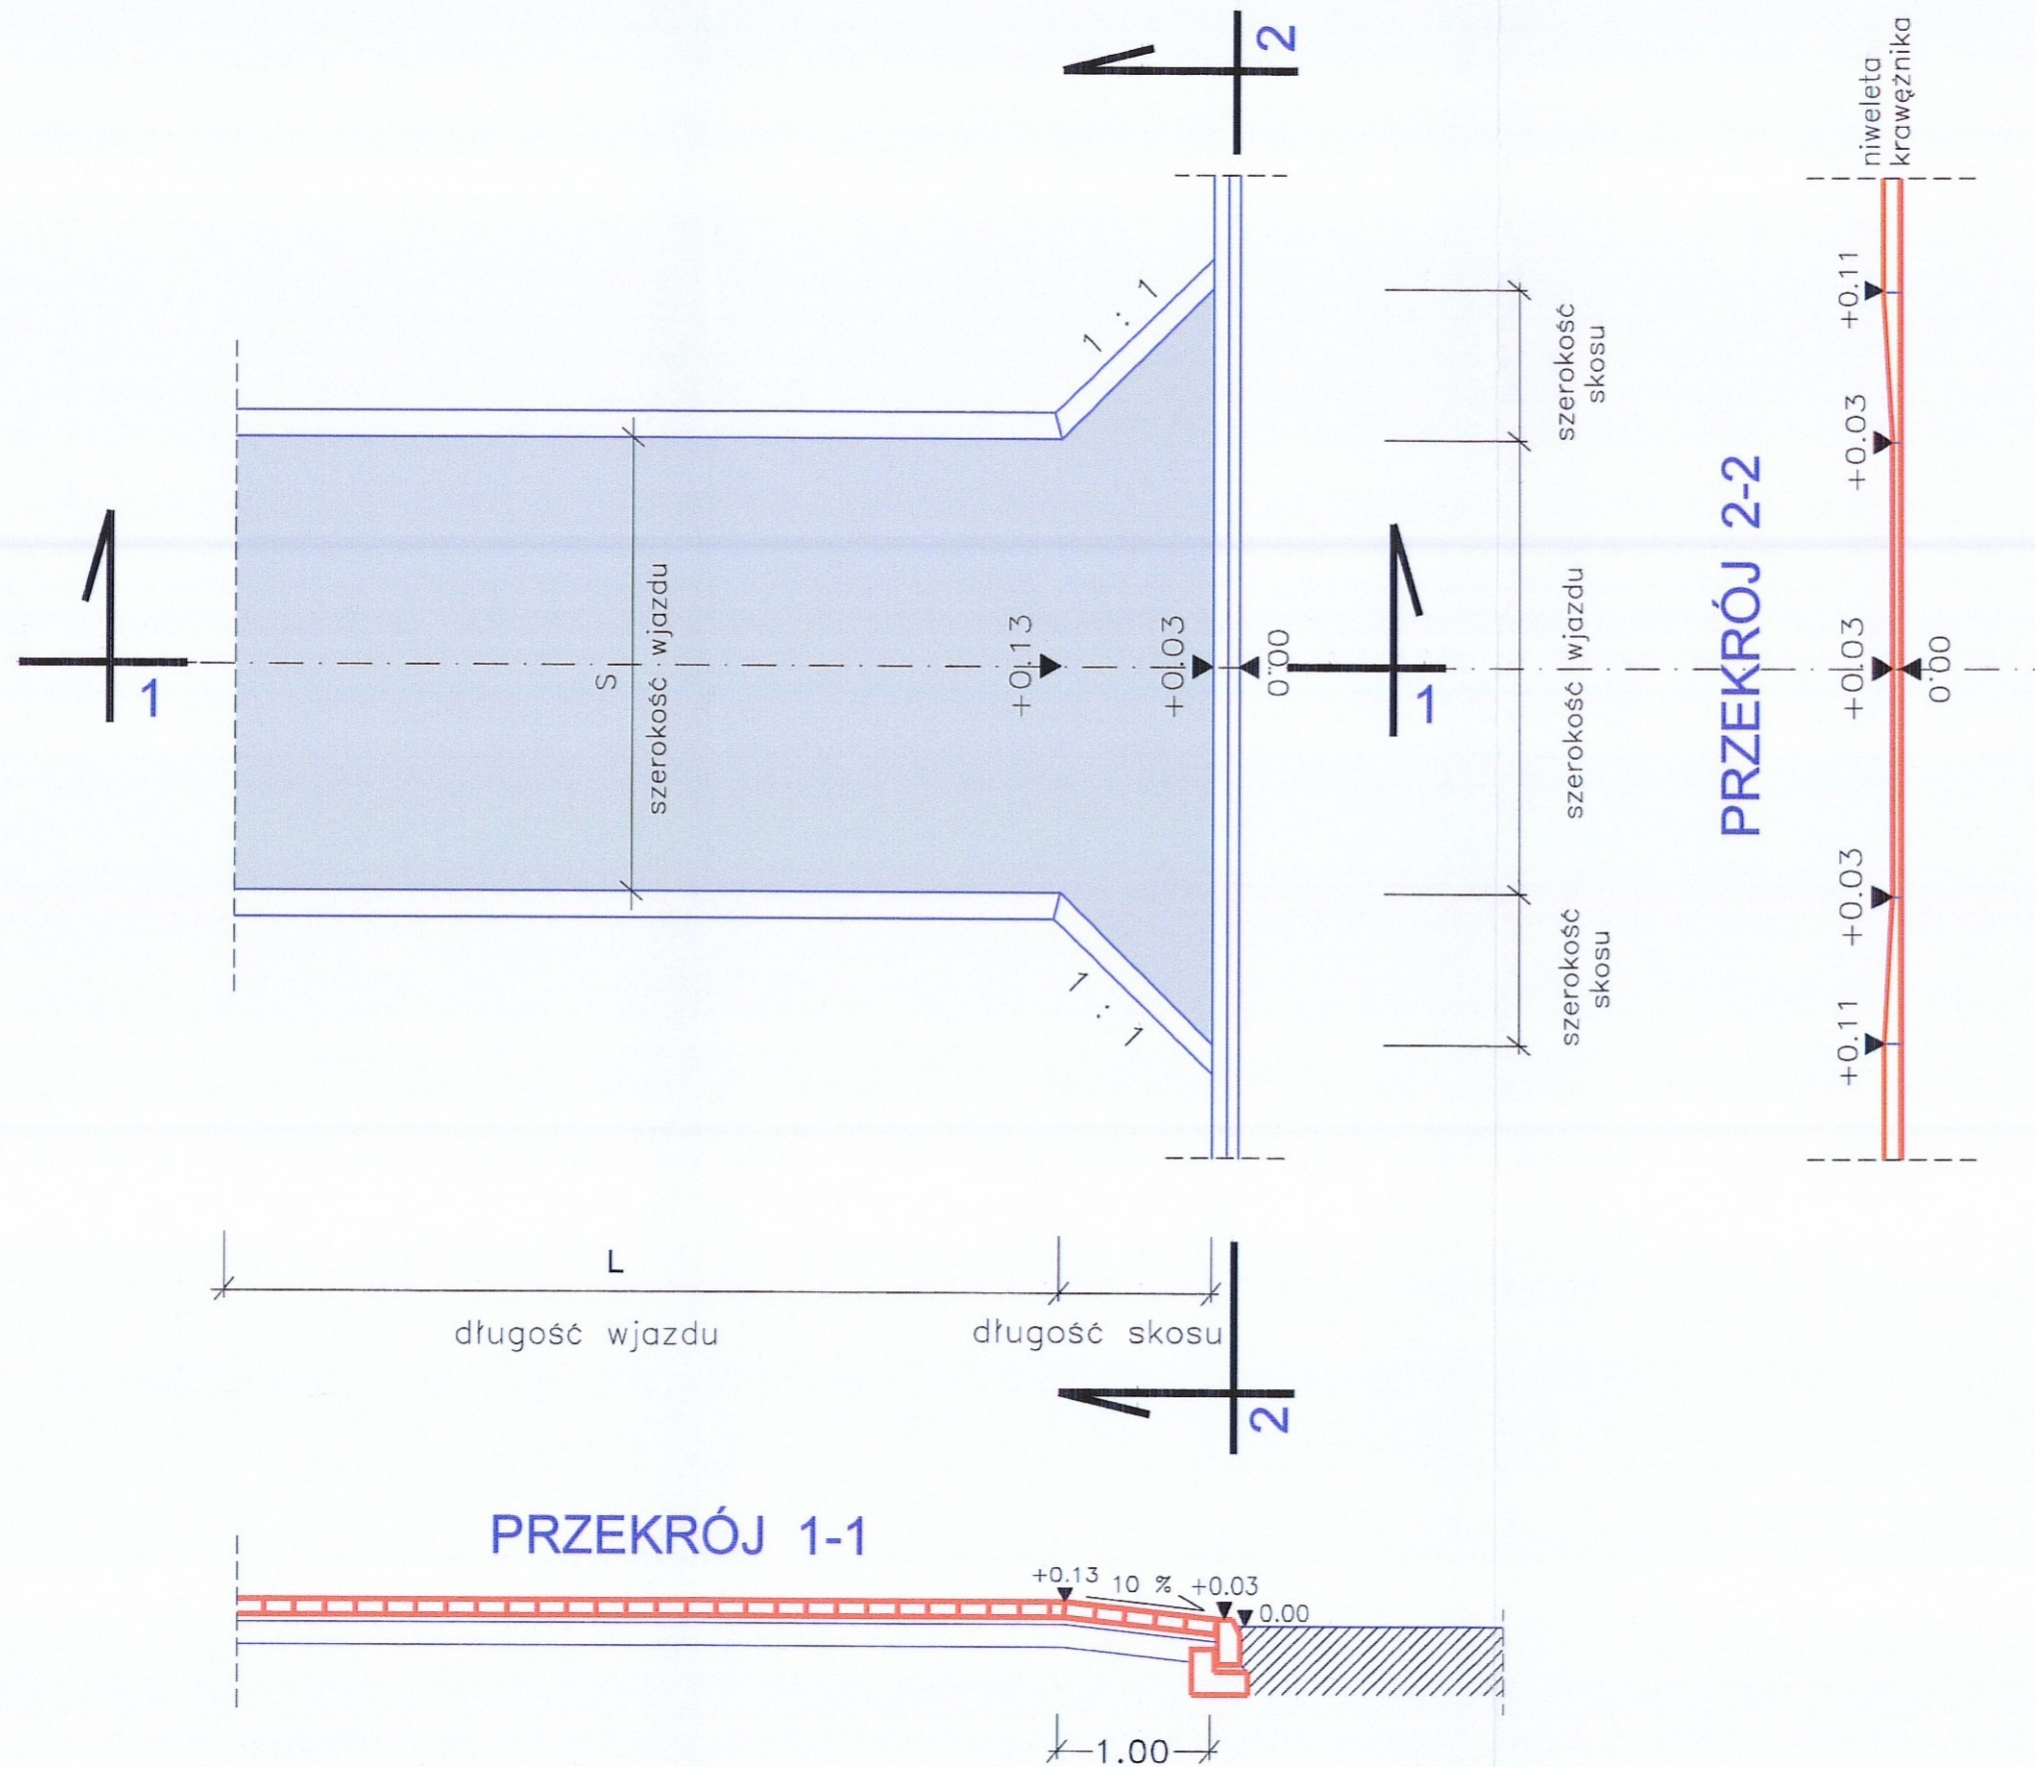 2
niweleta
krawężnika
1 : 1
szerokość
skosu
+0.11
+0.03
1
S
szerokość wjazdu
+0.13
+0.03
0.00
1
szerokość wjazdu
PRZEKRÓJ 2-2
+0.03
0.00
1 : 1
szerokość
skosu
+0.03
+0.11
L
długość wjazdu
długość skosu
2
PRZEKRÓJ 1-1
+0.13
10 %
+0.03
0.00
1.00